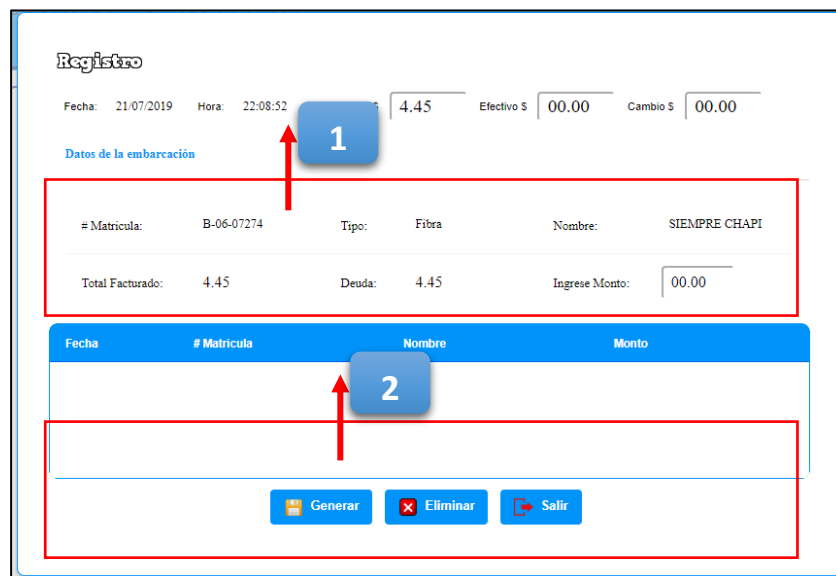 Registro
Fecha: 21/07/2019 Hora: 22:08:52 $ 4.45 Efectivo $ 00.00 Cambio $ 00.00
1
Datos de la embarcación
# Matricula: B-06-07274 Tipo: Fibra Nombre: SIEMPRE CHAPI
Total Facturado: 4.45 Deuda: 4.45 Ingrese Monto: 00.00
Fecha # Matricula Nombre Monto
2
Generar Eliminar Salir